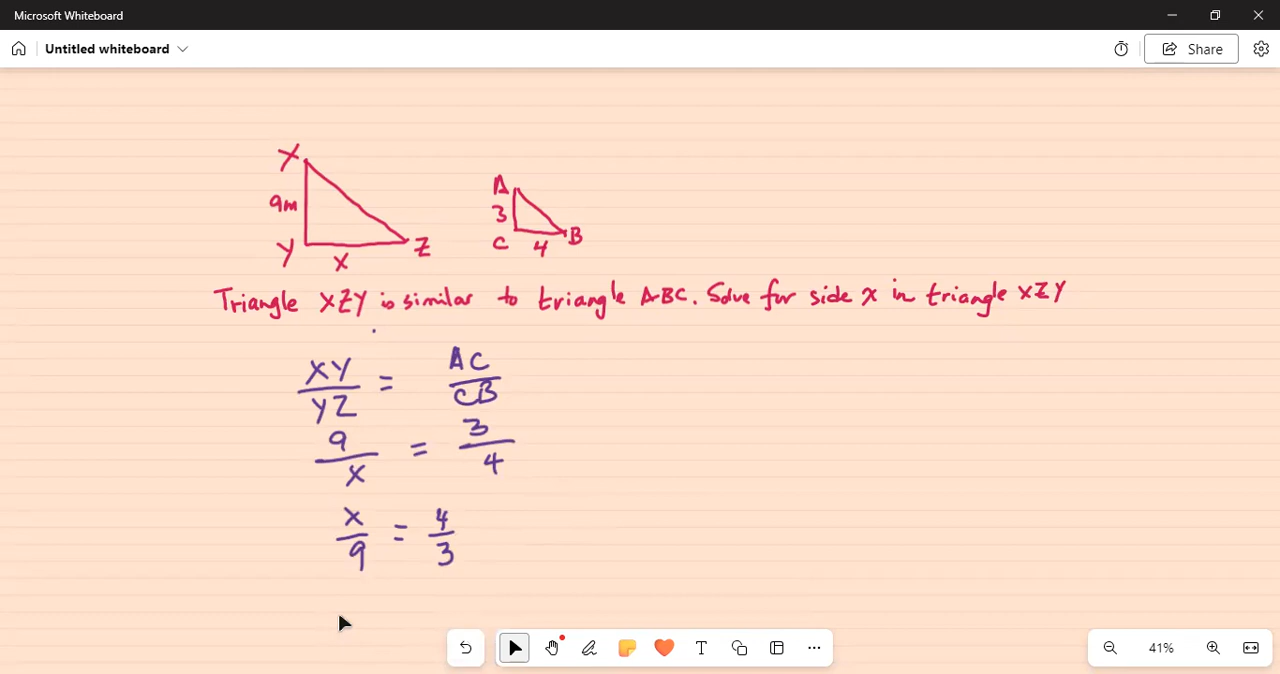 Microsoft Whiteboard
Untitled whiteboard
Share
X
9m
Y
X
Z
A
3
C
4
B
Triangle XZY is similar to triangle ABC. Solve for side x in triangle XZY
XY/YZ = AC/CB
9/x = 3/4
x/9 = 4/3
T
41%